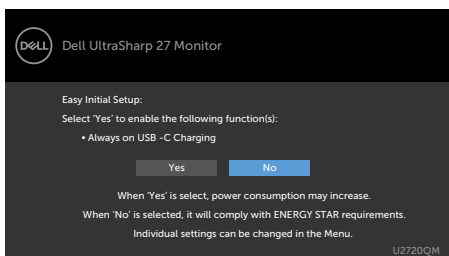 DELL
Dell UltraSharp 27 Monitor
Easy Initial Setup:
Select 'Yes' to enable the following function(s):
• Always on USB -C Charging
Yes
No
When 'Yes' is select, power consumption may increase.
When 'No' is selected, it will comply with ENERGY STAR requirements.
Individual settings can be changed in the Menu.
U2720QM